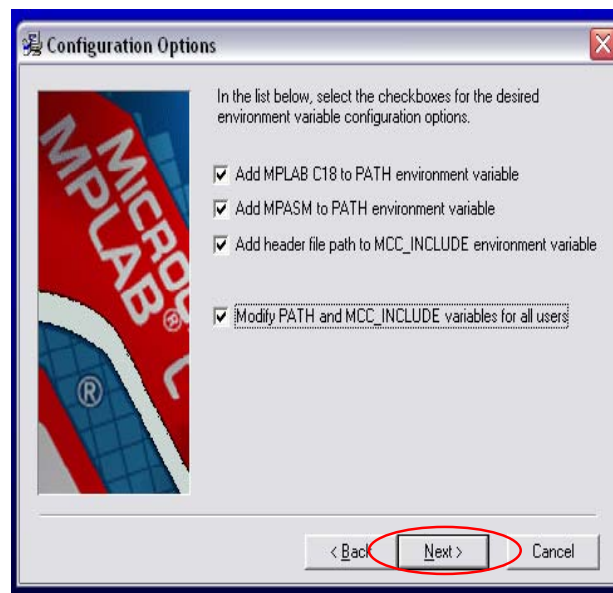 Configuration Options
In the list below, select the checkboxes for the desired
environment variable configuration options.
Add MPLAB C18 to PATH environment variable
Add MPASM to PATH environment variable
Add header file path to MCC_INCLUDE environment variable
Modify PATH and MCC_INCLUDE variables for all users
MPLAB® C
®
< Back
Next >
Cancel